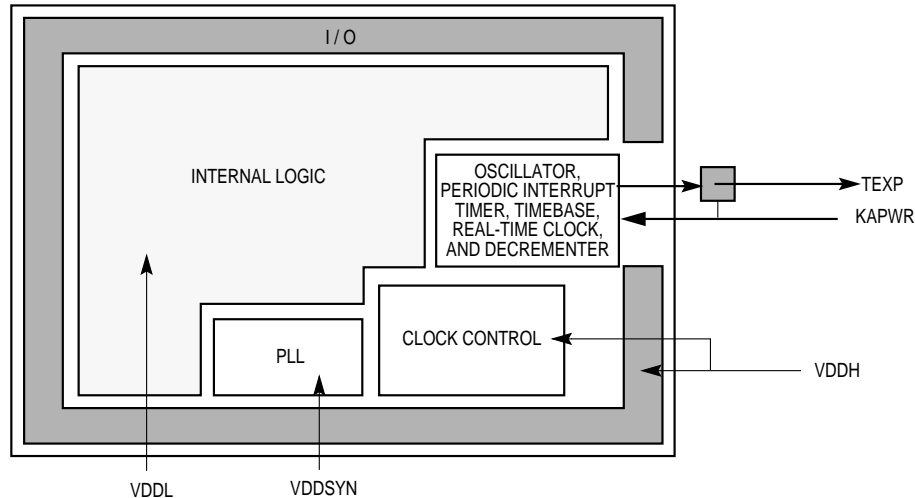 I / O
INTERNAL LOGIC
OSCILLATOR,
PERIODIC INTERRUPT
TIMER, TIMEBASE,
REAL-TIME CLOCK,
AND DECREMENTER
TEXP
KAPWR
PLL
CLOCK CONTROL
VDDH
VDDL
VDDSYN